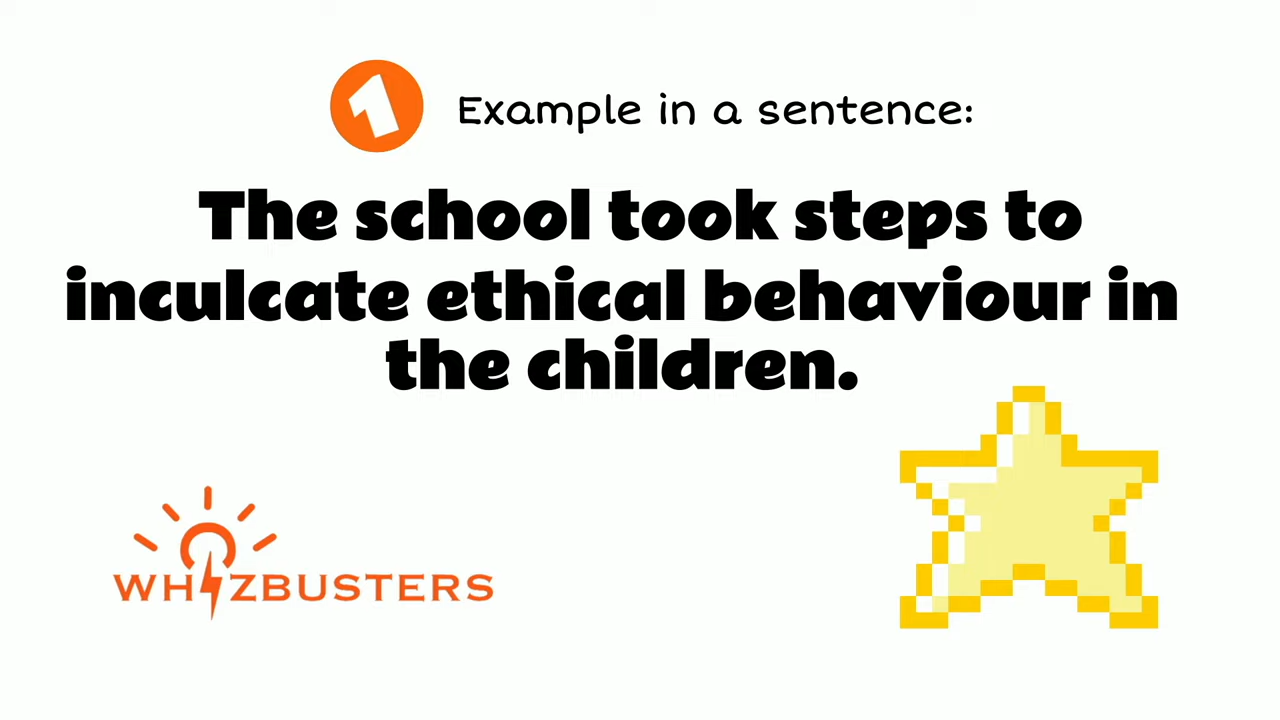 1 Example in a sentence:
The school took steps to
inculcate ethical behaviour in
the children.
WHIZBUSTERS